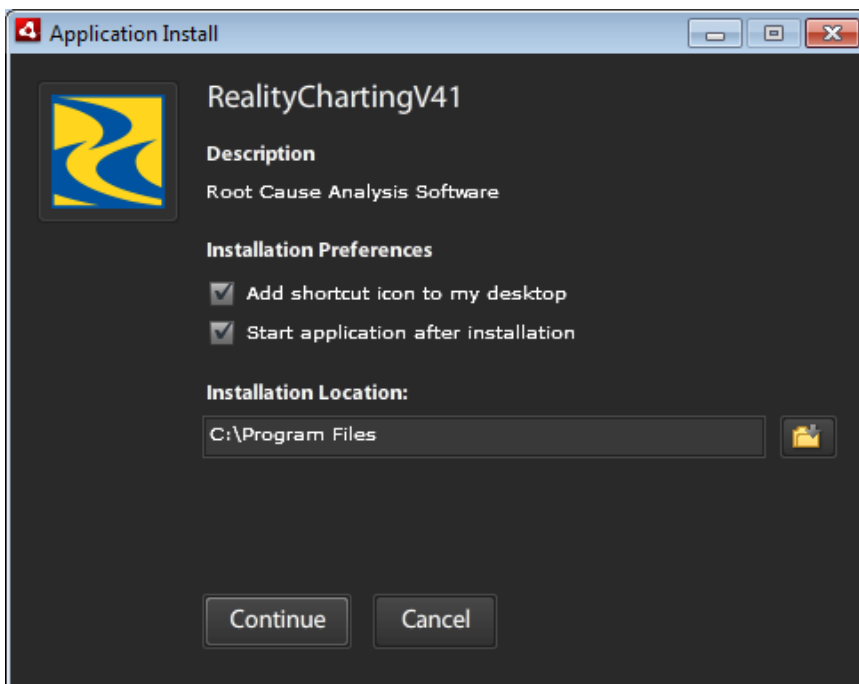 Application Install
RealityChartingV41
Description
Root Cause Analysis Software
Installation Preferences
Add shortcut icon to my desktop
Start application after installation
Installation Location:
C:\Program Files
Continue
Cancel